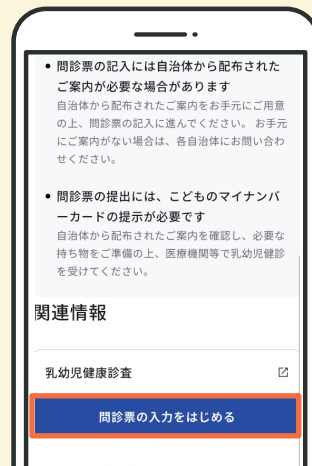 • 問診票の記入には自治体から配布された
ご案内が必要な場合があります
自治体から配布されたご案内をお手元にご用意
の上、問診票の記入に進んでください。 お手元
にご案内がない場合は、各自治体にお問い合わ
せください。
• 問診票の提出には、こどものマイナンバ
ーカードの提示が必要です
自治体から配布されたご案内を確認し、必要な
持ち物をご準備の上、医療機関等で乳幼児健診
を受けてください。
関連情報
乳幼児健康診査
問診票の入力をはじめる